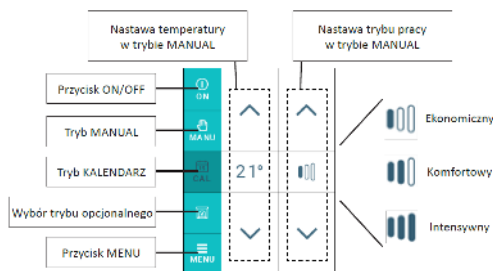 Nastawa temperatury
w trybie MANUAL
Nastawa trybu pracy
w trybie MANUAL
Przycisk ON/OFF
ON
Tryb MANUAL
MANU
Ekonomiczny
Tryb KALENDARZ
CAL
21°
Komfortowy
Wybór trybu opcjonalnego
Intensywny
Przycisk MENU
MENU